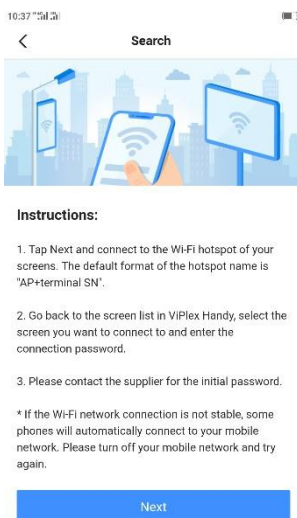 10:37
Search
Instructions:
1. Tap Next and connect to the Wi-Fi hotspot of your
screens. The default format of the hotspot name is
"AP+terminal SN".
2. Go back to the screen list in ViPlex Handy, select the
screen you want to connect to and enter the
connection password.
3. Please contact the supplier for the initial password.
* If the Wi-Fi network connection is not stable, some
phones will automatically connect to your mobile
network. Please turn off your mobile network and try
again.
Next